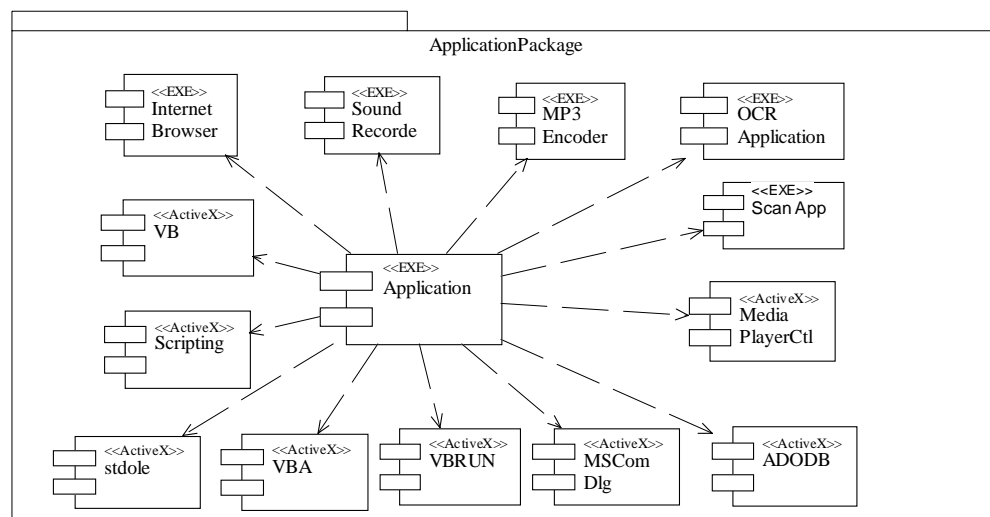 ApplicationPackage
<<EXE>>
Internet
Browser
<<EXE>>
Sound
Recorde
<<EXE>>
MP3
Encoder
<<EXE>>
OCR
Application
<<EXE>>
Scan App
<<ActiveX>>
VB
<<EXE>>
Application
<<ActiveX>>
Media
PlayerCtl
<<ActiveX>>
Scripting
<<ActiveX>>
stdole
<<ActiveX>>
VBA
<<ActiveX>>
VBRUN
<<ActiveX>>
MSCom
Dlg
<<ActiveX>>
ADODB